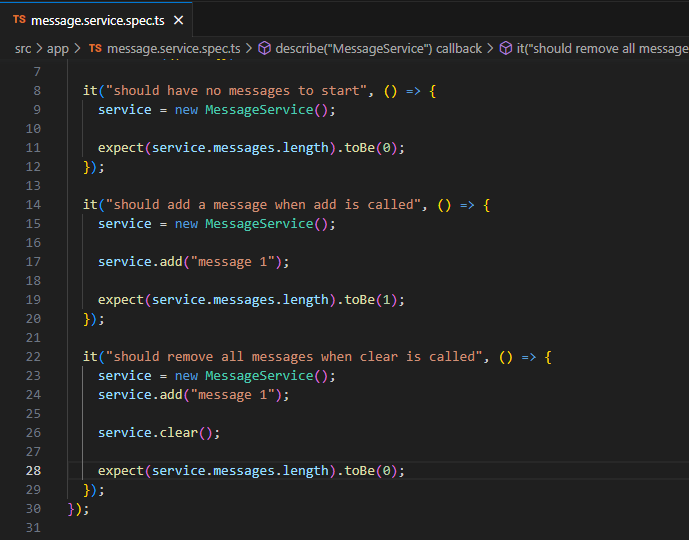 TS message.service.spec.ts ×
src > app > TS message.service.spec.ts > describe("MessageService") callback > it("should remove all message
7
8 it("should have no messages to start", () => {
9 service = new MessageService();
10
11 expect(service.messages.length).toBe(0);
12 });
13
14 it("should add a message when add is called", () => {
15 service = new MessageService();
16
17 service.add("message 1");
18
19 expect(service.messages.length).toBe(1);
20 });
21
22 it("should remove all messages when clear is called", () => {
23 service = new MessageService();
24 service.add("message 1");
25
26 service.clear();
27
28 expect(service.messages.length).toBe(0);
29 });
30 });
31